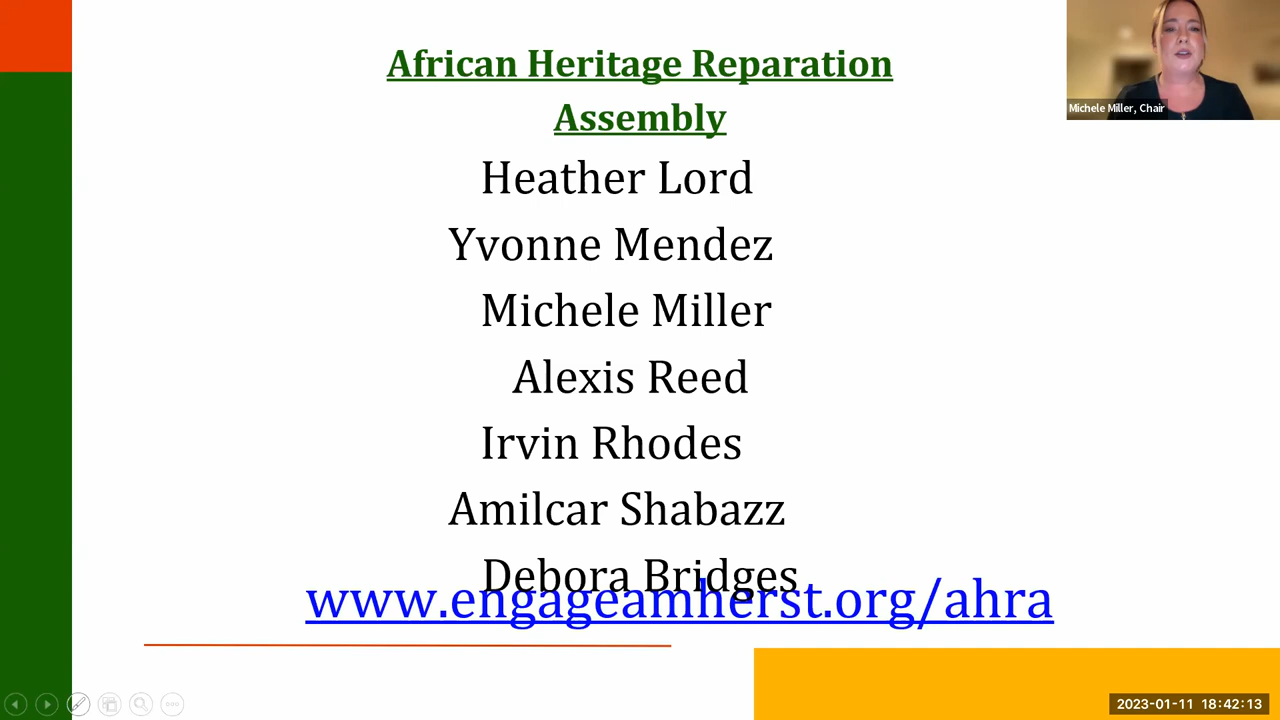 African Heritage Reparation
Assembly
Michele Miller, Chair
Heather Lord
Yvonne Mendez
Michele Miller
Alexis Reed
Irvin Rhodes
Amilcar Shabazz
Debora Bridges
www.engageamherst.org/ahra
2023-01-11 18:42:13